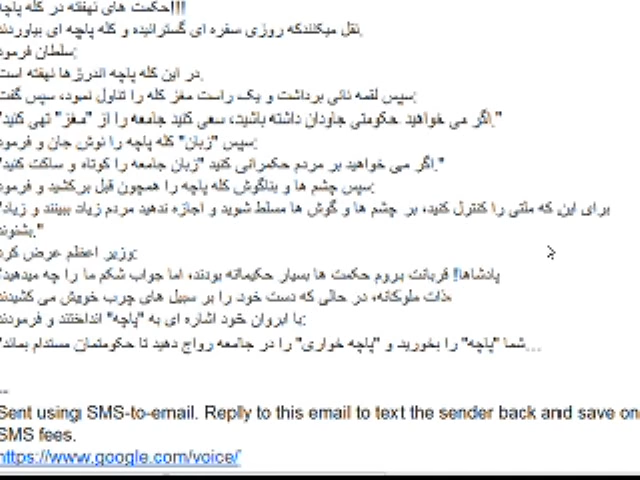 حکمت های نهفته در کله پاچه!!!
نقل میکنندکه روزی سفره ای گسترانیده و کله پاچه ای بیاوردند.
سلطان فرمود:
در این کله پاچه اندرزها نهفته است.
سپس لقمه نانی برداشت و یک راست مغز کله را تناول نمود، سپس گفت:
"اگر می خواهید حکومتی جاودان داشته باشید، سعی کنید جامعه را از "مغز" تهی کنید."
سپس "زبان" کله پاچه را نوش جان و فرمود:
"اگر می خواهید بر مردم حکمرانی کنید "زبان جامعه را کوتاه و ساکت کنید."
سپس چشم ها و بناگوش کله پاچه را همچون قبل برکشید و فرمود:
برای این که ملتی را کنترل کنید، بر چشم ها و گوش ها مسلط شوید و اجازه ندهید مردم زیاد ببینند و زیاد
بشنوند."
وزیر اعظم عرض کرد:
پادشاها! قربانت بروم حکمت ها بسیار حکیمانه بودند، اما جواب شکم ما را چه میدهید
ذات ملوکانه، در حالی که دست خود را بر سبیل های چرب خویش می کشیدند
با ابروان خود اشاره ای به "پاچه" انداختند و فرمودند:
شما "پاچه" را بخورید و "پاچه خواری" را در جامعه رواج دهید تا حکومتمان مستدام بماند"...
--
Sent using SMS-to-email. Reply to this email to text the sender back and save on
SMS fees.
https://www.google.com/voice/